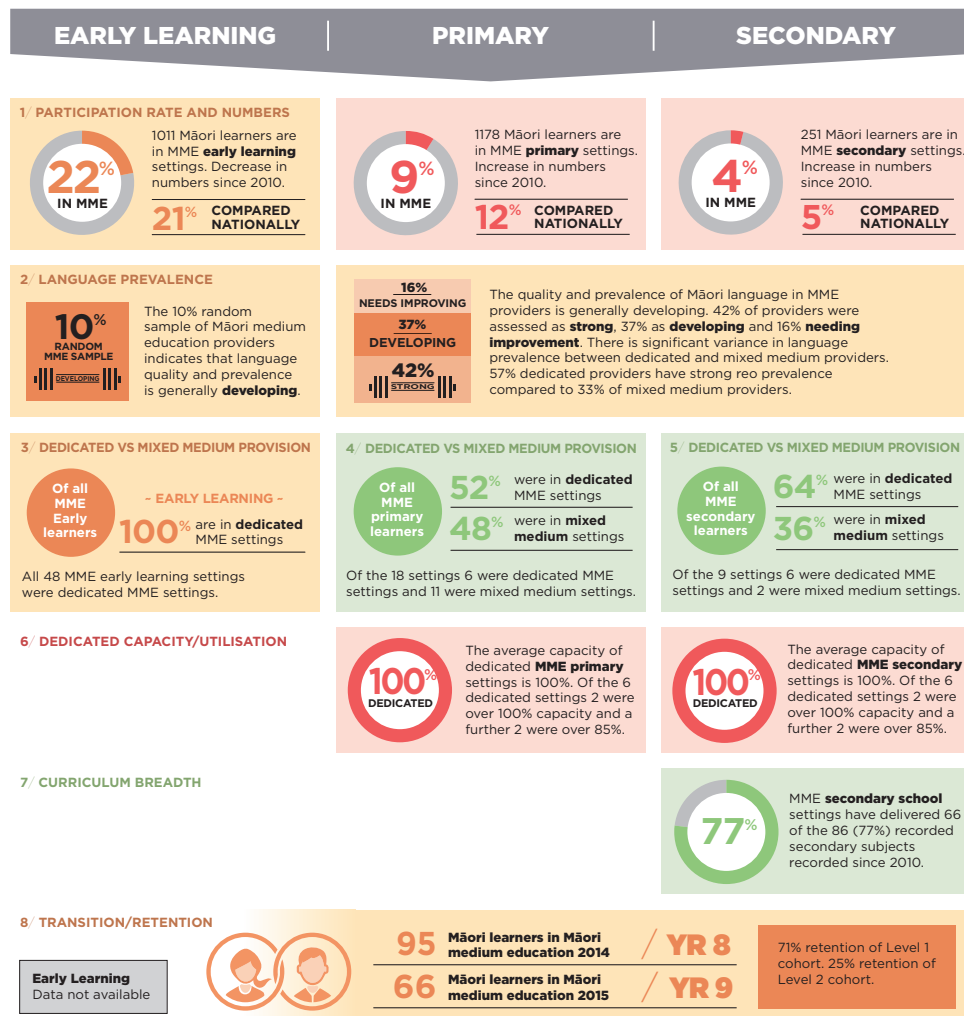 EARLY LEARNING
PRIMARY
SECONDARY
1/ PARTICIPATION RATE AND NUMBERS
22%
IN MME
1011 Māori learners are
in MME early learning
settings. Decrease in
numbers since 2010.
21% COMPARED
NATIONALLY
9%
IN MME
1178 Māori learners are
in MME primary settings.
Increase in numbers
since 2010.
12% COMPARED
NATIONALLY
4%
IN MME
251 Māori learners are in
MME secondary settings.
Increase in numbers
since 2010.
5% COMPARED
NATIONALLY
2/ LANGUAGE PREVALENCE
10%
RANDOM
MME SAMPLE
DEVELOPING
The 10% random
sample of Māori medium
education providers
indicates that language
quality and prevalence
is generally developing.
16%
NEEDS IMPROVING
37%
DEVELOPING
42%
STRONG
The quality and prevalence of Māori language in MME
providers is generally developing. 42% of providers were
assessed as strong, 37% as developing and 16% needing
improvement. There is significant variance in language
prevalence between dedicated and mixed medium providers.
57% dedicated providers have strong reo prevalence
compared to 33% of mixed medium providers.
3/ DEDICATED VS MIXED MEDIUM PROVISION
Of all
MME
Early
learners
- EARLY LEARNING -
100% are in dedicated
MME settings
All 48 MME early learning settings
were dedicated MME settings.
4/ DEDICATED VS MIXED MEDIUM PROVISION
Of all
MME
primary
learners
52% were in dedicated
MME settings
48% were in mixed
medium settings
Of the 18 settings 6 were dedicated MME
settings and 11 were mixed medium settings.
5/ DEDICATED VS MIXED MEDIUM PROVISION
Of all
MME
secondary
learners
64% were in dedicated
MME settings
36% were in mixed
medium settings
Of the 9 settings 6 were dedicated MME
settings and 2 were mixed medium settings.
6/ DEDICATED CAPACITY/UTILISATION
100%
DEDICATED
The average capacity of
dedicated MME primary
settings is 100%. Of the 6
dedicated settings 2 were
over 100% capacity and a
further 2 were over 85%.
100%
DEDICATED
The average capacity of
dedicated MME secondary
settings is 100%. Of the 6
dedicated settings 2 were
over 100% capacity and a
further 2 were over 85%.
7/ CURRICULUM BREADTH
77%
MME secondary school
settings have delivered 66
of the 86 (77%) recorded
secondary subjects
recorded since 2010.
8/ TRANSITION/RETENTION
Early Learning
Data not available
95 Māori learners in Māori
medium education 2014
/ YR 8
66 Māori learners in Māori
medium education 2015
/ YR 9
71% retention of Level 1
cohort. 25% retention of
Level 2 cohort.